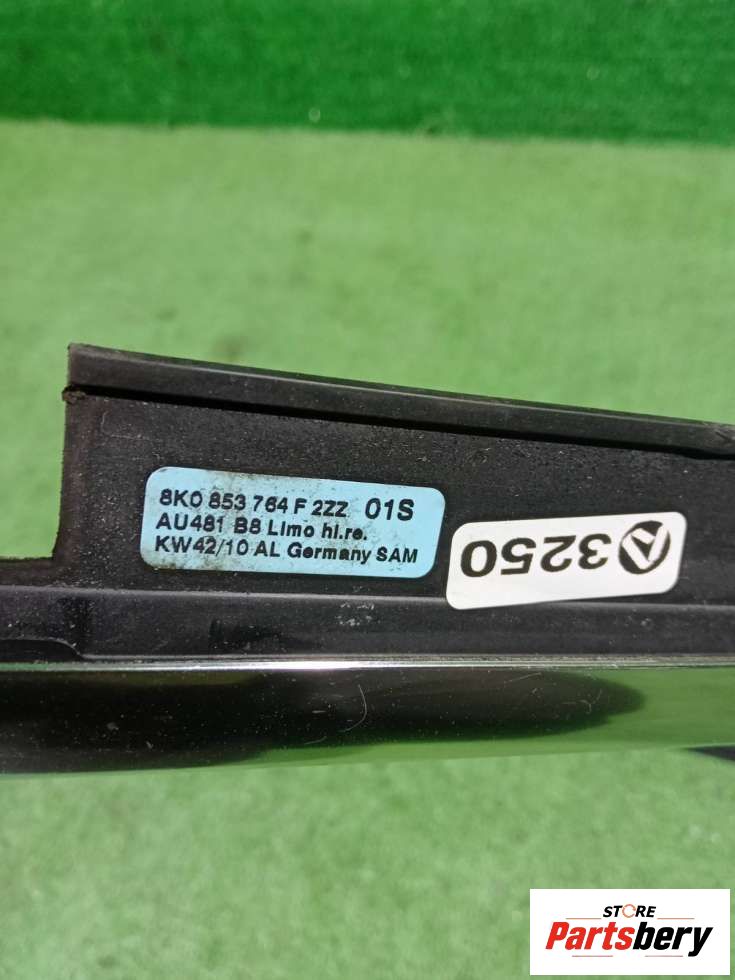 8K0 853 764 F 2ZZ 01S
AU481 B8 Limo hi.re.
KW42/10 AL Germany SAM
3250
STORE
Partsbery